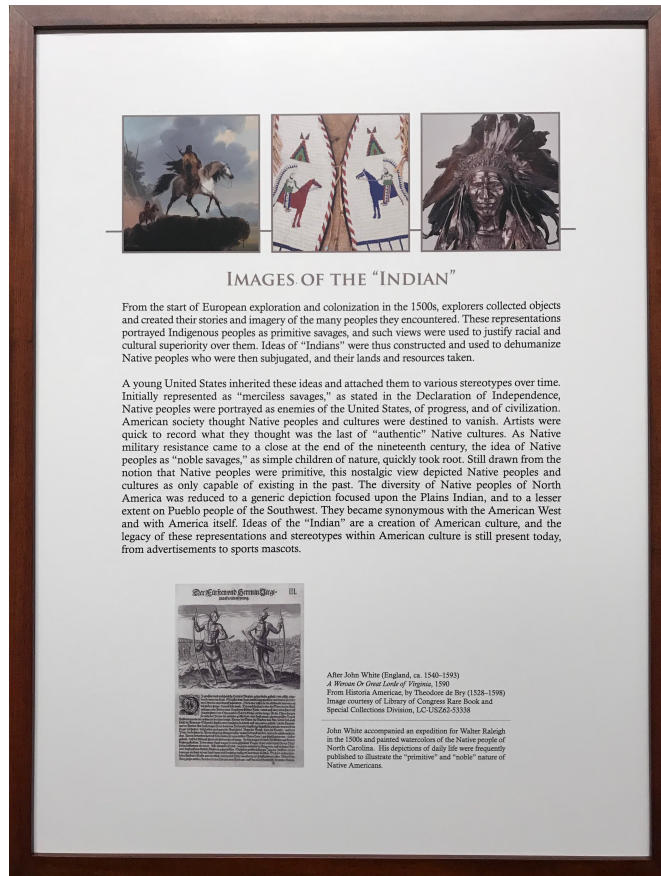 IMAGES OF THE "INDIAN"
From the start of European exploration and colonization in the 1500s, explorers collected objects
and created their stories and imagery of the many peoples they encountered. These representations
portrayed Indigenous peoples as primitive savages, and such views were used to justify racial and
cultural superiority over them. Ideas of "Indians" were thus constructed and used to dehumanize
Native peoples who were then subjugated, and their lands and resources taken.
A young United States inherited these ideas and attached them to various stereotypes over time.
Initially represented as "merciless savages," as stated in the Declaration of Independence,
Native peoples were portrayed as enemies of the United States, of progress, and of civilization.
American society thought Native peoples and cultures were destined to vanish. Artists were
quick to record what they thought was the last of "authentic" Native cultures. As Native
military resistance came to a close at the end of the nineteenth century, the idea of Native
peoples as "noble savages," as simple children of nature, quickly took root. Still drawn from the
notion that Native peoples were primitive, this nostalgic view depicted Native peoples and
cultures as only capable of existing in the past. The diversity of Native peoples of North
America was reduced to a generic depiction focused upon the Plains Indian, and to a lesser
extent on Pueblo people of the Southwest. They became synonymous with the American West
and with America itself. Ideas of the "Indian" are a creation of American culture, and the
legacy of these representations and stereotypes within American culture is still present today,
from advertisements to sports mascots.
III.
After John White (England, ca. 1540–1593)
A Weroan Or Great Lorde of Virginia, 1590
From Historia Americae, by Theodore de Bry (1528–1598)
Image courtesy of Library of Congress Rare Book and
Special Collections Division, LC-USZ62-53338
John White accompanied an expedition for Walter Raleigh
in the 1500s and painted watercolors of the Native people of
North Carolina. His depictions of daily life were frequently
published to illustrate the "primitive" and "noble" nature of
Native Americans.